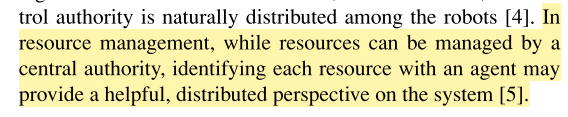 trol authority is naturally distributed among the robots [4]. In
resource management, while resources can be managed by a
central authority, identifying each resource with an agent may
provide a helpful, distributed perspective on the system [5].